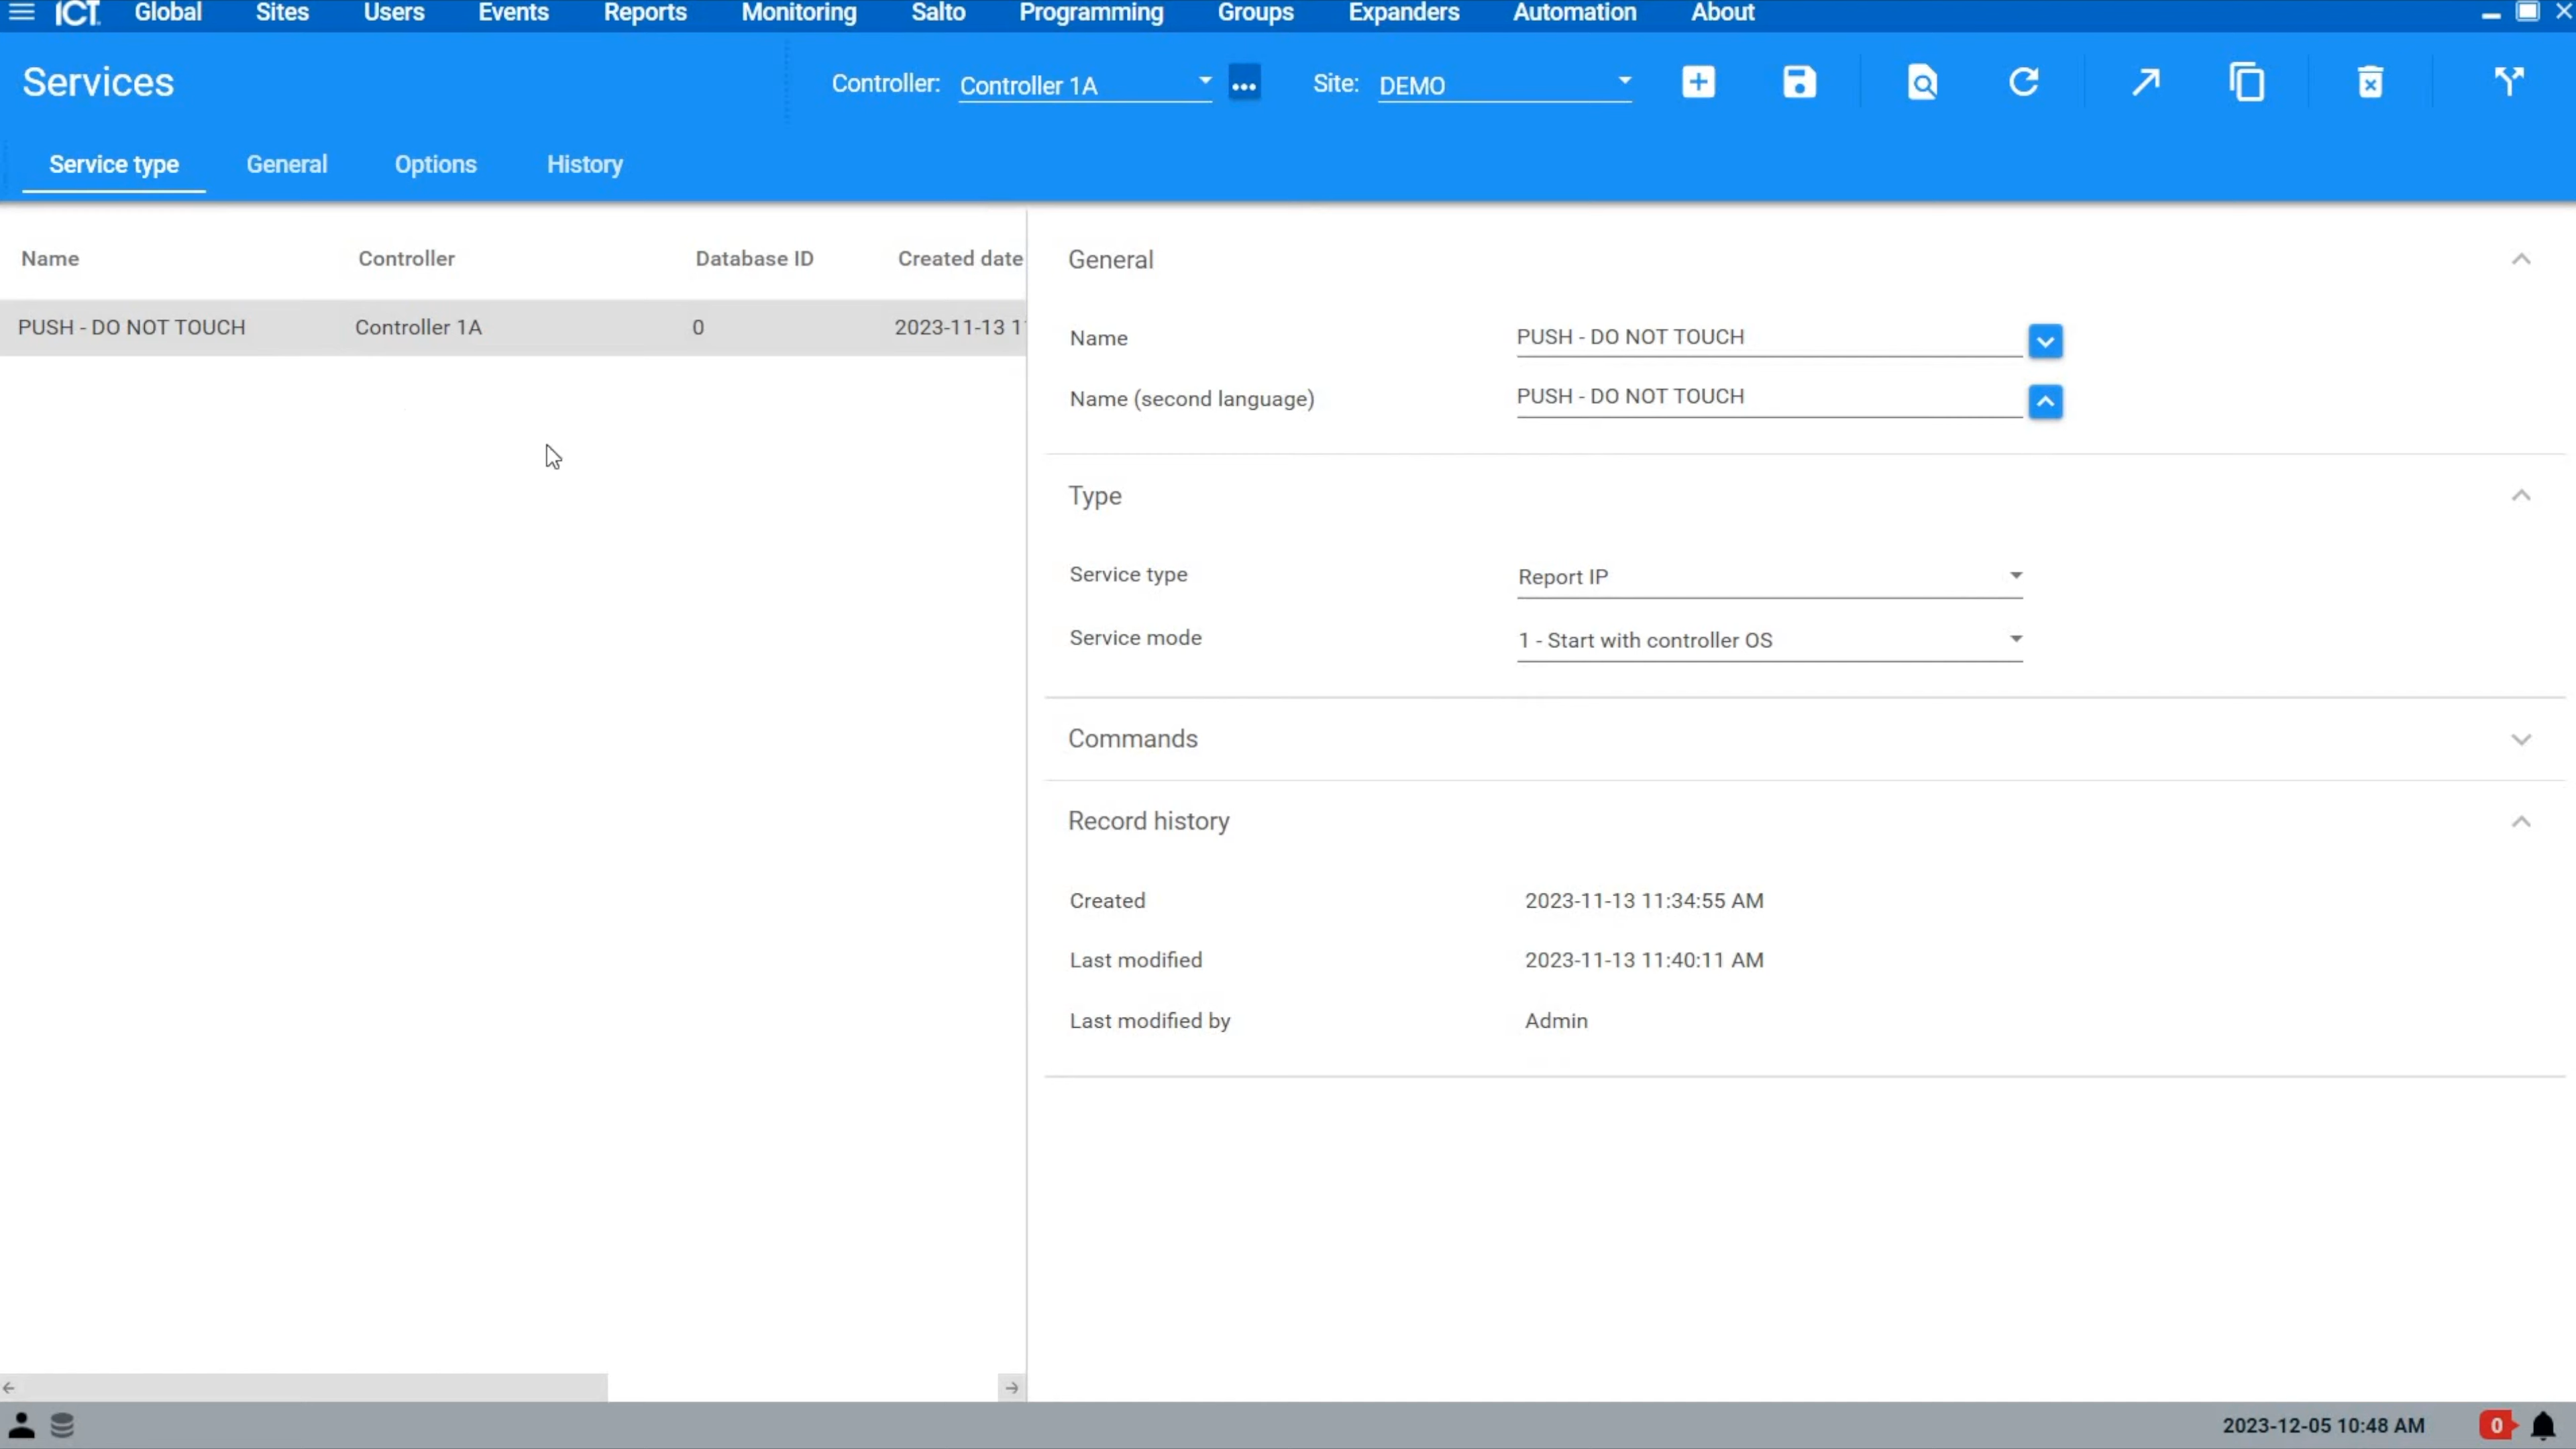 ICT Global Sites Users Events Reports Monitoring Salto Programming Groups Expanders Automation About
Services Controller: Controller 1A ... Site: DEMO
Service type General Options History
Name Controller Database ID Created date
PUSH - DO NOT TOUCH Controller 1A 0 2023-11-13 1
General
Name PUSH - DO NOT TOUCH
Name (second language) PUSH - DO NOT TOUCH
Type
Service type Report IP
Service mode 1 - Start with controller OS
Commands
Record history
Created 2023-11-13 11:34:55 AM
Last modified 2023-11-13 11:40:11 AM
Last modified by Admin
2023-12-05 10:48 AM 0